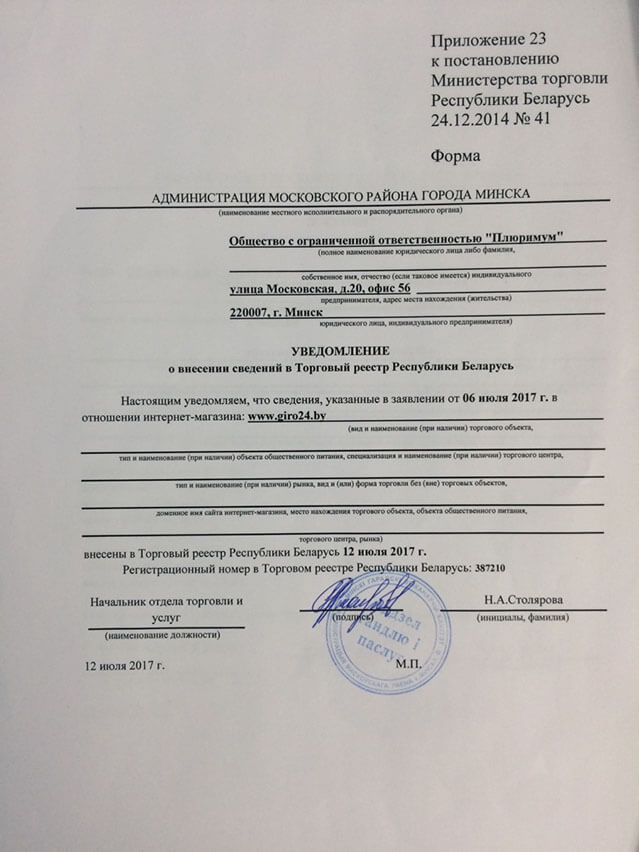 Приложение 23
к постановлению
Министерства торговли
Республики Беларусь
24.12.2014 № 41
Форма
АДМИНИСТРАЦИЯ МОСКОВСКОГО РАЙОНА ГОРОДА МИНСКА
(наименование местного исполнительного и распорядительного органа)
Общество с ограниченной ответственностью "Плюримум"
(полное наименование юридического лица либо фамилия,
собственное имя, отчество (если таковое имеется) индивидуального
улица Московская, д.20, офис 56
предпринимателя, адрес места нахождения (жительства)
220007, г. Минск
юридического лица, индивидуального предпринимателя)
УВЕДОМЛЕНИЕ
о внесении сведений в Торговый реестр Республики Беларусь
Настоящим уведомляем, что сведения, указанные в заявлении от 06 июля 2017 г. в
отношении интернет-магазина: www.giro24.by
(вид и наименование (при наличии) торгового объекта,
тип и наименование (при наличии) объекта общественного питания, специализация и наименование (при наличии) торгового центра,
тип и наименование (при наличии) рынка, вид и (или) форма торговли без (вне) торговых объектов,
доменное имя сайта интернет-магазина, место нахождения торгового объекта, объекта общественного питания,
торгового центра, рынка)
внесены в Торговый реестр Республики Беларусь 12 июля 2017 г.
Регистрационный номер в Торговом реестре Республики Беларусь: 387210
Начальник отдела торговли и
услуг
(наименование должности)
(подпись)
Н.А.Столярова
(инициалы, фамилия)
гандлю і
паслуг
12 июля 2017 г.
М.П.